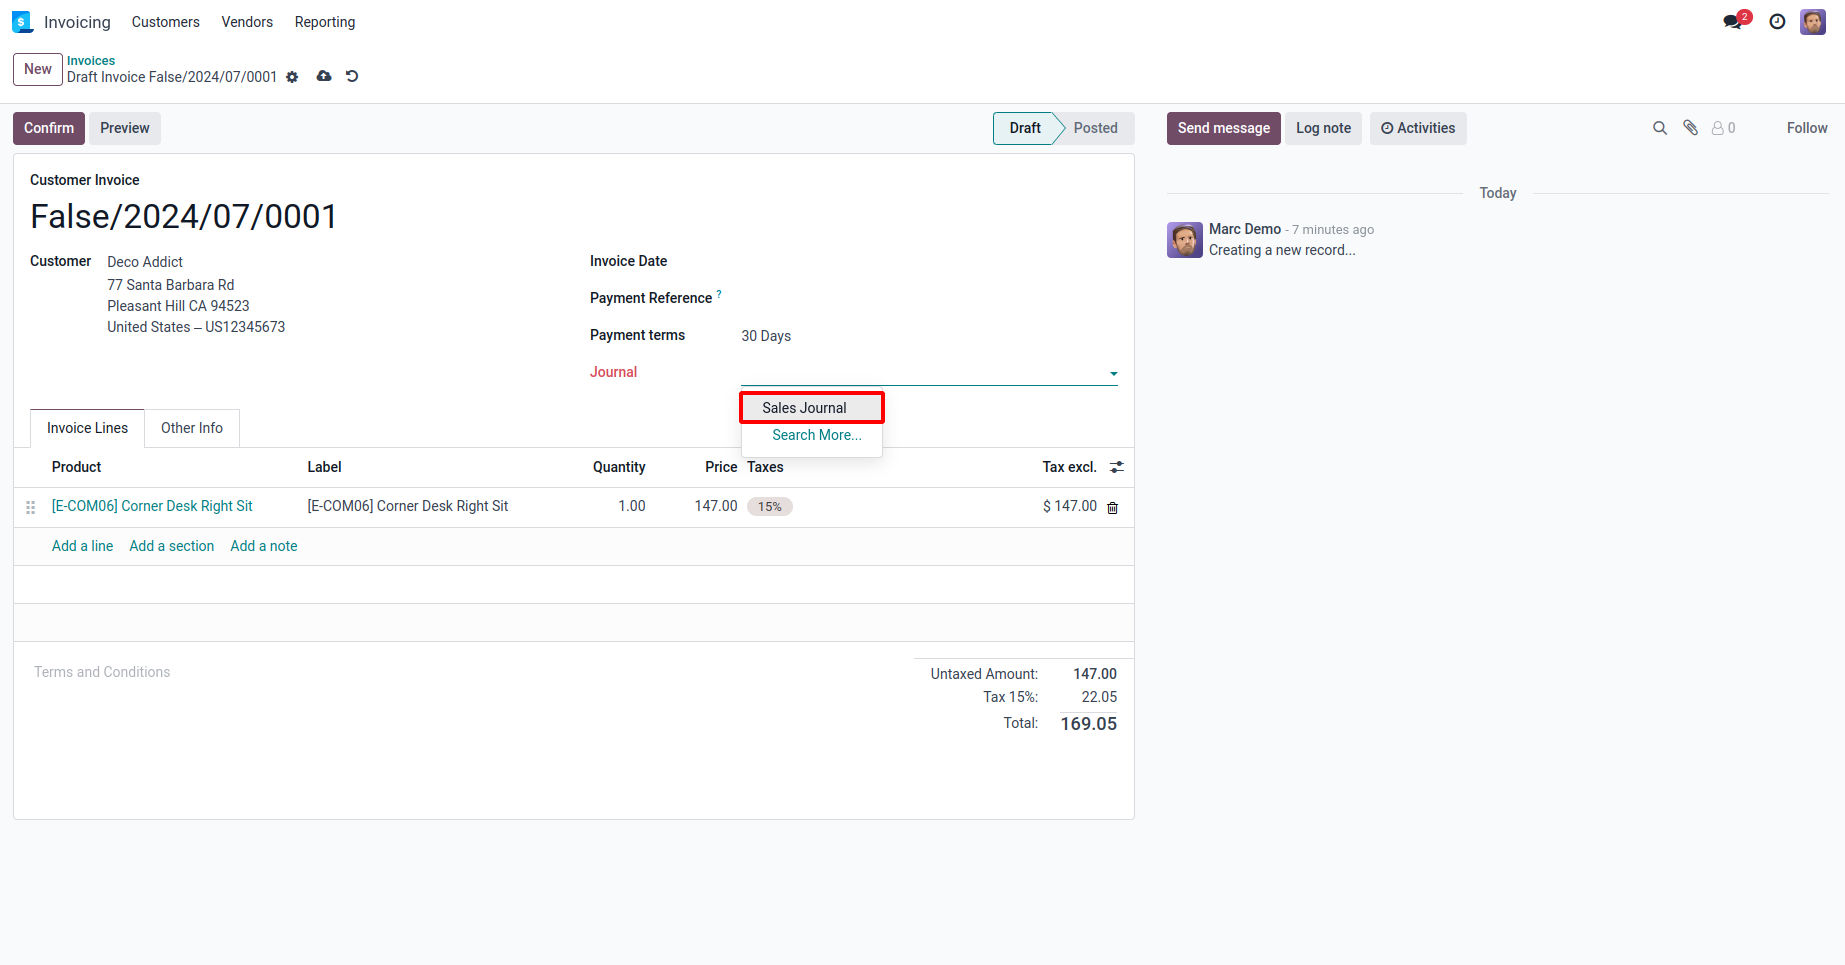 Invoicing Customers Vendors Reporting 2
New
Invoices
Draft Invoice False/2024/07/0001
Confirm Preview Draft Posted Send message Log note Activities 0 Follow
Customer Invoice
False/2024/07/0001
Customer Deco Addict
77 Santa Barbara Rd
Pleasant Hill CA 94523
United States – US12345673
Invoice Date
Payment Reference ?
Payment terms 30 Days
Journal
Sales Journal
Search More...
Invoice Lines Other Info
Product Label Quantity Price Taxes Tax excl.
[E-COM06] Corner Desk Right Sit [E-COM06] Corner Desk Right Sit 1.00 147.00 15% $ 147.00
Add a line Add a section Add a note
Terms and Conditions
Untaxed Amount: 147.00
Tax 15%: 22.05
Total: 169.05
Today
Marc Demo - 7 minutes ago
Creating a new record...